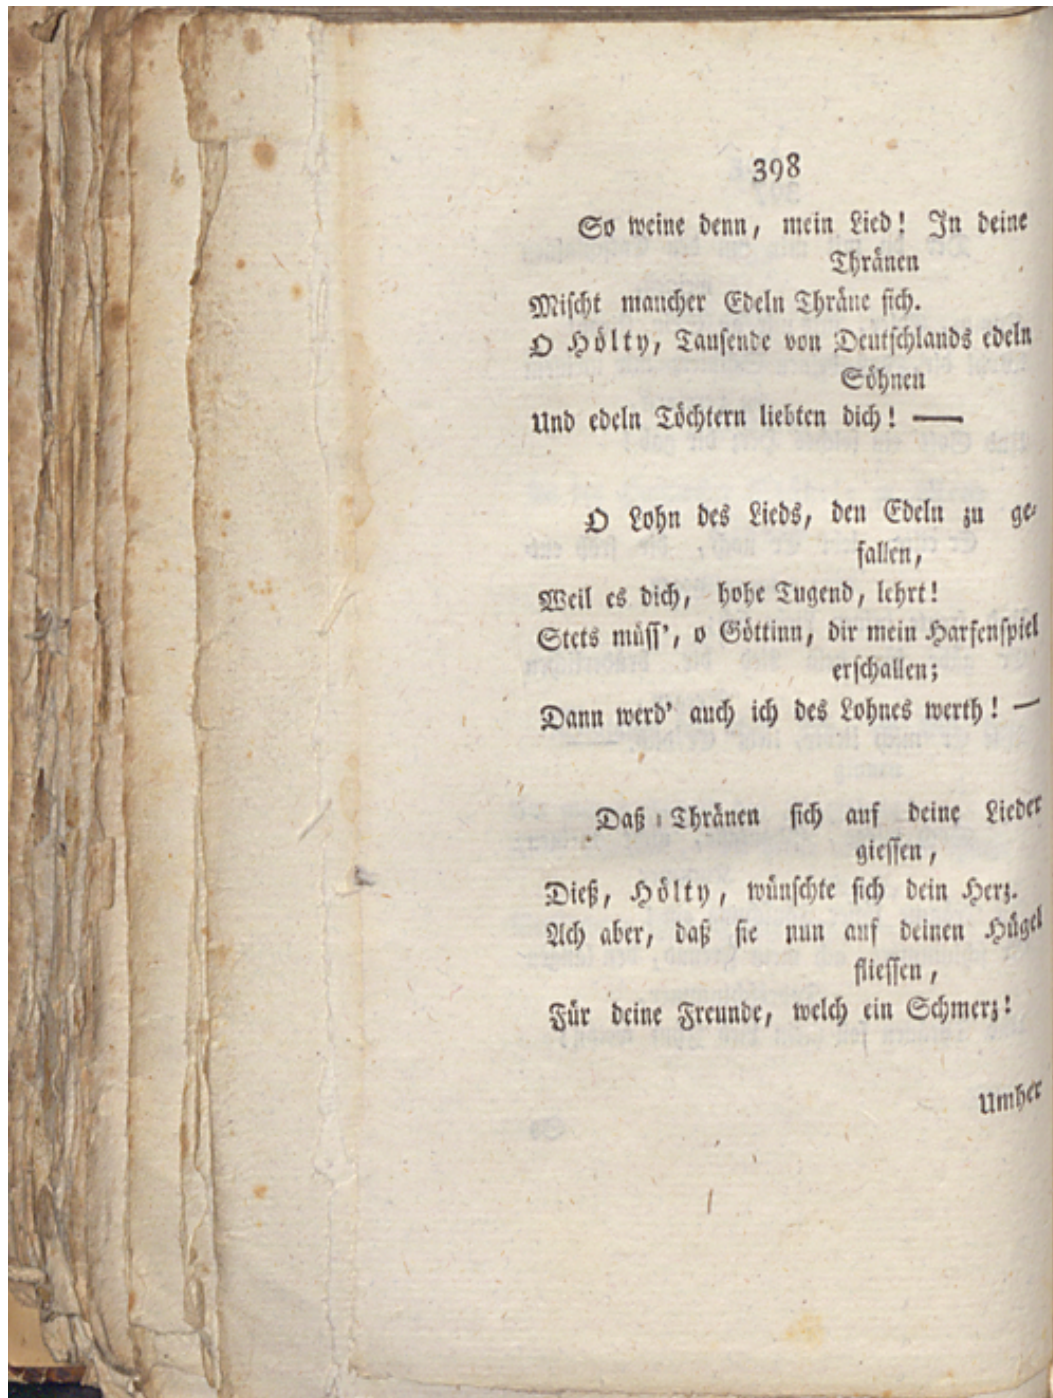 398
So weine denn, mein Lied! In deine
Thränen
Mischt mancher Edeln Thräne sich.
O Hölty, Tausende von Deutschlands edeln
Söhnen
Und edeln Töchtern liebten dich! —
O Lohn des Lieds, den Edeln zu ge-
fallen,
Weil es dich, hohe Tugend, lehrt!
Stets müss', o Göttinn, dir mein Harfenspiel
erschallen;
Dann werd' auch ich des Lohnes werth! —
Daß Thränen sich auf deine Lieder
giessen,
Dieß, Hölty, wünschte sich dein Herz.
Ach aber, daß sie nun auf deinen Hügel
fliessen,
Für deine Freunde, welch ein Schmerz!
Umher